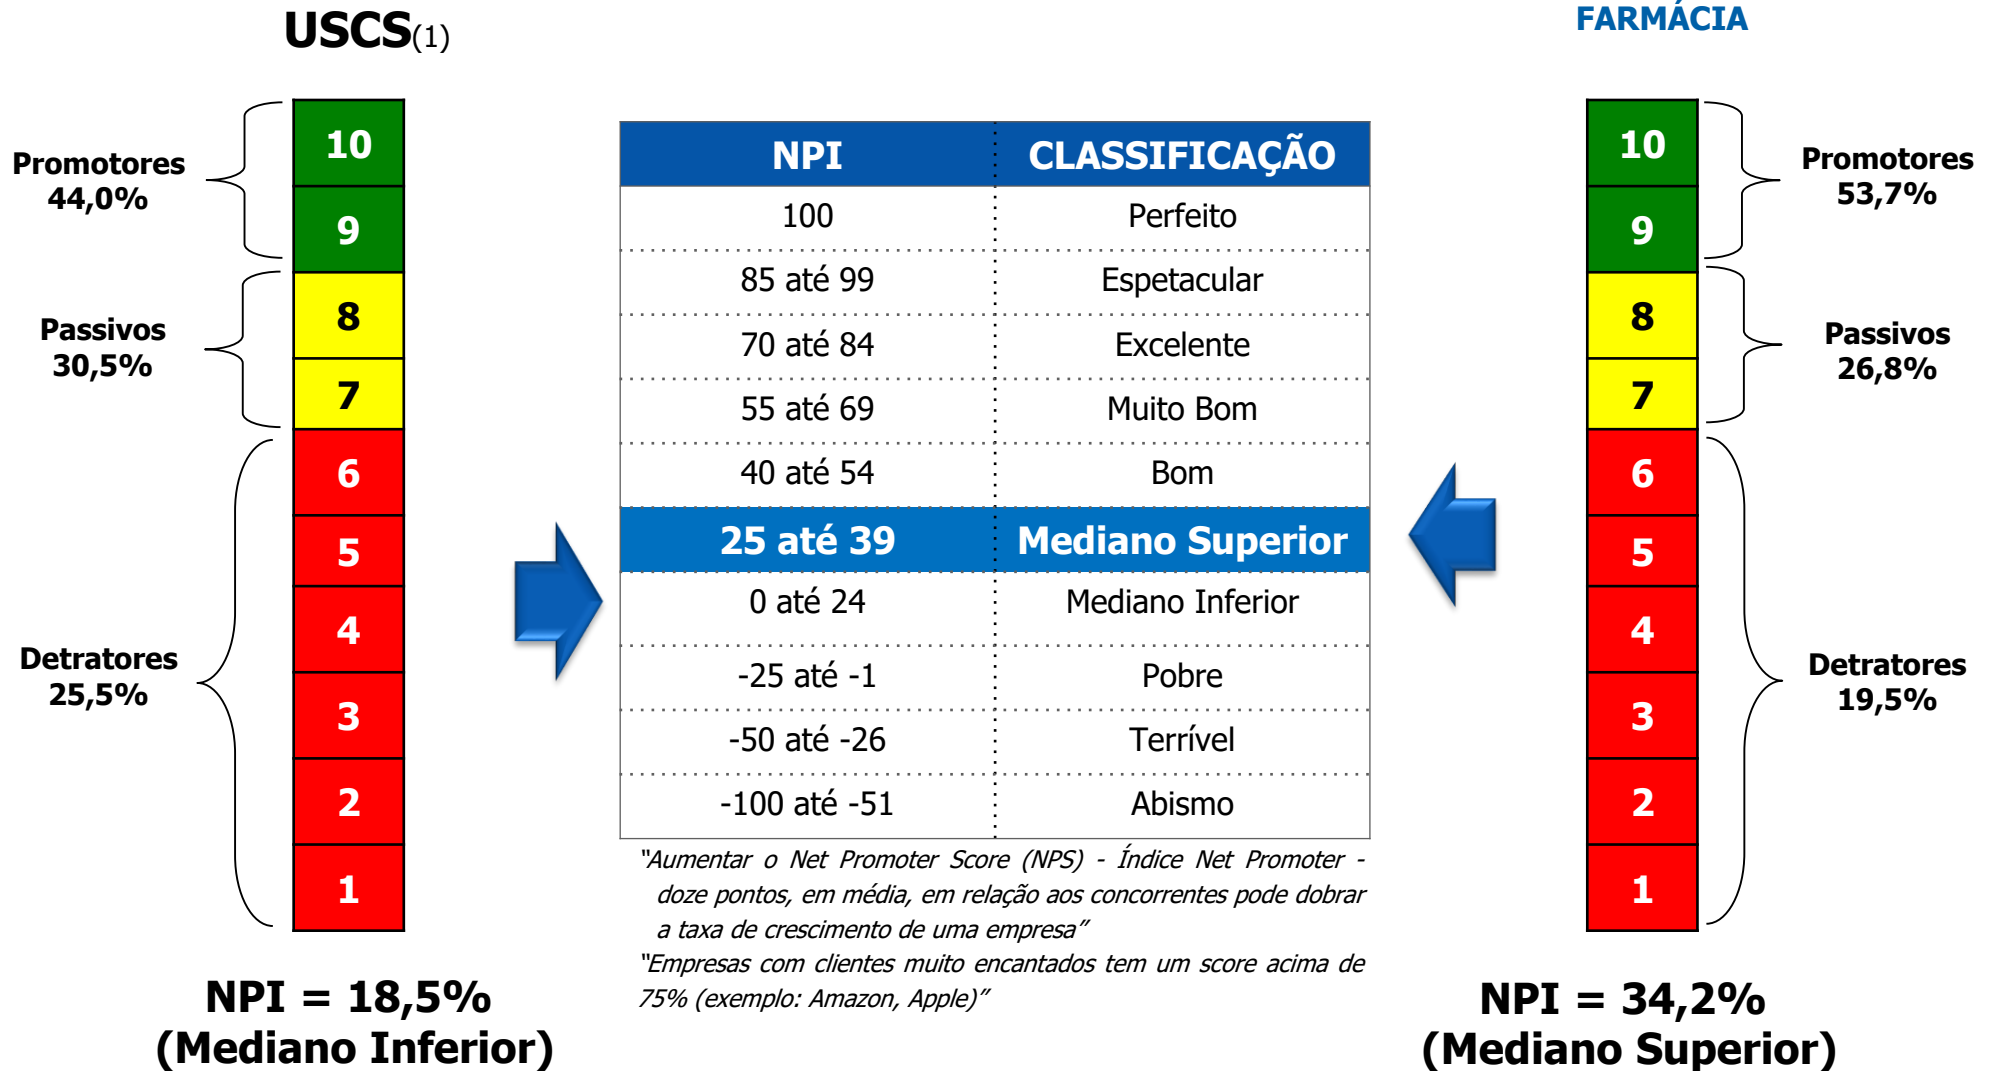 USCS(1)
10
9
8
7
6
5
4
3
2
1
Promotores
44,0%
Passivos
30,5%
Detratores
25,5%
NPI = 18,5%
(Mediano Inferior)
NPI CLASSIFICAÇÃO
100 Perfeito
85 até 99 Espetacular
70 até 84 Excelente
55 até 69 Muito Bom
40 até 54 Bom
25 até 39 Mediano Superior
0 até 24 Mediano Inferior
-25 até -1 Pobre
-50 até -26 Terrível
-100 até -51 Abismo
“Aumentar o Net Promoter Score (NPS) - Índice Net Promoter -
doze pontos, em média, em relação aos concorrentes pode dobrar
a taxa de crescimento de uma empresa”
“Empresas com clientes muito encantados tem um score acima de
75% (exemplo: Amazon, Apple)”
FARMÁCIA
10
9
8
7
6
5
4
3
2
1
Promotores
53,7%
Passivos
26,8%
Detratores
19,5%
NPI = 34,2%
(Mediano Superior)